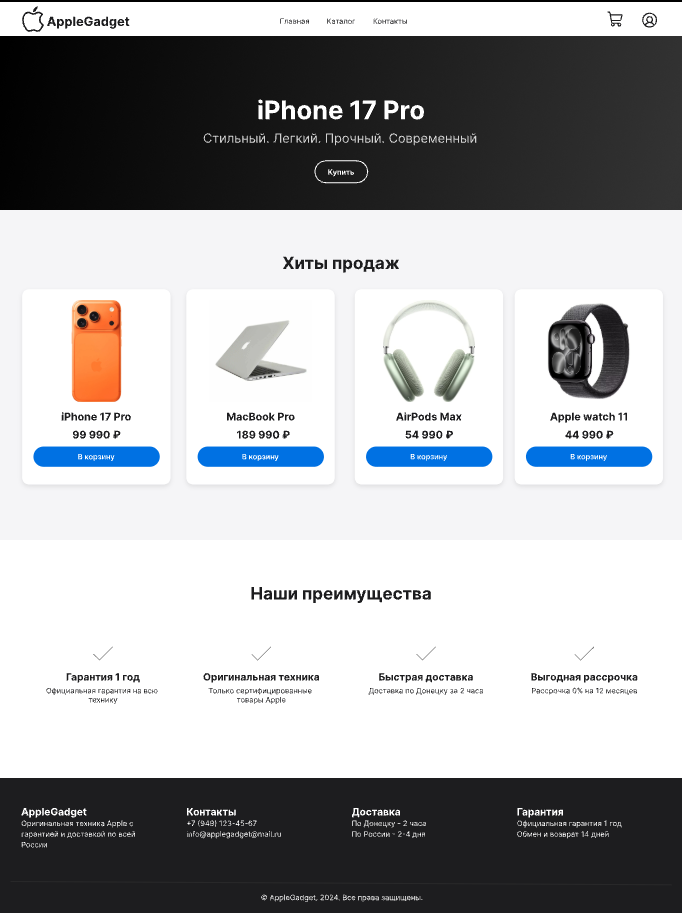 AppleGadget
Главная Каталог Контакты
iPhone 17 Pro
Стильный. Легкий. Прочный. Современный
Купить
Хиты продаж
iPhone 17 Pro
99 990 ₽
В корзину
MacBook Pro
189 990 ₽
В корзину
AirPods Max
54 990 ₽
В корзину
Apple watch 11
44 990 ₽
В корзину
Наши преимущества
Гарантия 1 год
Официальная гарантия на всю
технику
Оригинальная техника
Только сертифицированные
товары Apple
Быстрая доставка
Доставка по Донецку за 2 часа
Выгодная рассрочка
Рассрочка 0% на 12 месяцев
AppleGadget
Оригинальная техника Apple с
гарантией и доставкой по всей
России
Контакты
+7 (949) 123-45-67
info@applegadget@mail.ru
Доставка
По Донецку - 2 часа
По России - 2-4 дня
Гарантия
Официальная гарантия 1 год
Обмен и возврат 14 дней
© AppleGadget, 2024. Все права защищены.